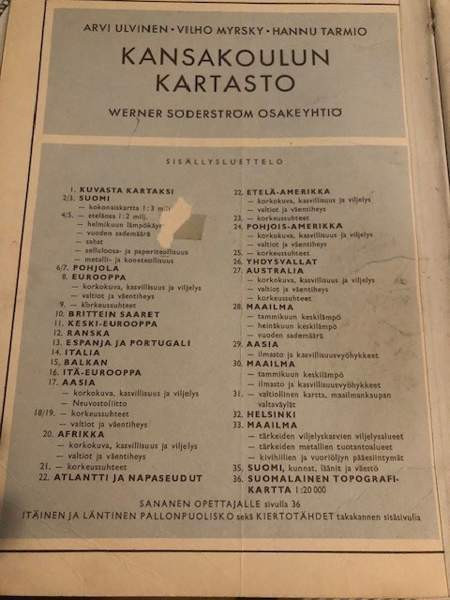 ARVI ULVINEN • VILHO MYRSKY • HANNU TARMIO
KANSAKOULUN
KARTASTO
WERNER SÖDERSTRÖM OSAKEYHTIÖ
SISÄLLYSLUETTELO
1. KUVASTA KARTAKSI
2/3. SUOMI
— kokonaiskartta 1:3 milj
4/5. — eteläosa 1:2 milj.
— helmikuun lämpökäyr
— vuoden sademäärä
— sahat
— selluloosa- ja paperiteollisuus
— metalli- ja koneteollisuus
6/7. POHJOLA
8. EUROOPPA
— korkokuva, kasvillisuus ja viljelys
— valtiot ja väentiheys
9. — korkeussuhteet
10. BRITTEIN SAARET
11. KESKI-EUROOPPA
12. RANSKA
13. ESPANJA JA PORTUGALI
14. ITALIA
15. BALKAN
16. ITÄ-EUROOPPA
17. AASIA
— korkokuva, kasvillisuus ja viljelys
— Neuvostoliitto
18/19. — korkeussuhteet
— valtiot ja väentiheys
20. AFRIKKA
— korkokuva, kasvillisuus ja viljelys
— valtiot ja väentiheys
21. — korkeussuhteet
22. ATLANTTI JA NAPASEUDUT
22. ETELÄ-AMERIKKA
— korkokuva, kasvillisuus ja viljelys
— valtiot ja väentiheys
23. — korkeussuhteet
24. POHJOIS-AMERIKKA
— korkokuva, kasvillisuus ja viljelys
— valtiot ja väentiheys
25. — korkeussuhteet
26. YHDYSVALLAT
27. AUSTRALIA
— korkokuva, kasvillisuus ja viljelys
— valtiot ja väentiheys
— korkeussuhteet
28. MAAILMA
— tammikuun keskilämpö
— heinäkuun keskilämpö
— vuoden sademäärä
29. AASIA
— ilmasto ja kasvillisuusvyöhykkeet
30. MAAILMA
— tammikuun keskilämpö
— ilmasto ja kasvillisuusvyöhykkeet
31. — valtiollinen kartta, maailmankaupan
valtaväylät
32. HELSINKI
33. MAAILMA
— tärkeiden viljelyskasvien viljelysalueet
— tärkeiden metallien tuotantoalueet
— kivihiilien ja vuoriöljyn pääesiintymät
35. SUOMI, kunnat, läänit ja väestö
36. SUOMALAINEN TOPOGRAFI-
KARTTA 1:20 000
SANANEN OPETTAJALLE sivulla 36
ITÄINEN JA LÄNTINEN PALLONPUOLISKO sekä KIERTOTÄHDET takakannen sisäsivulla